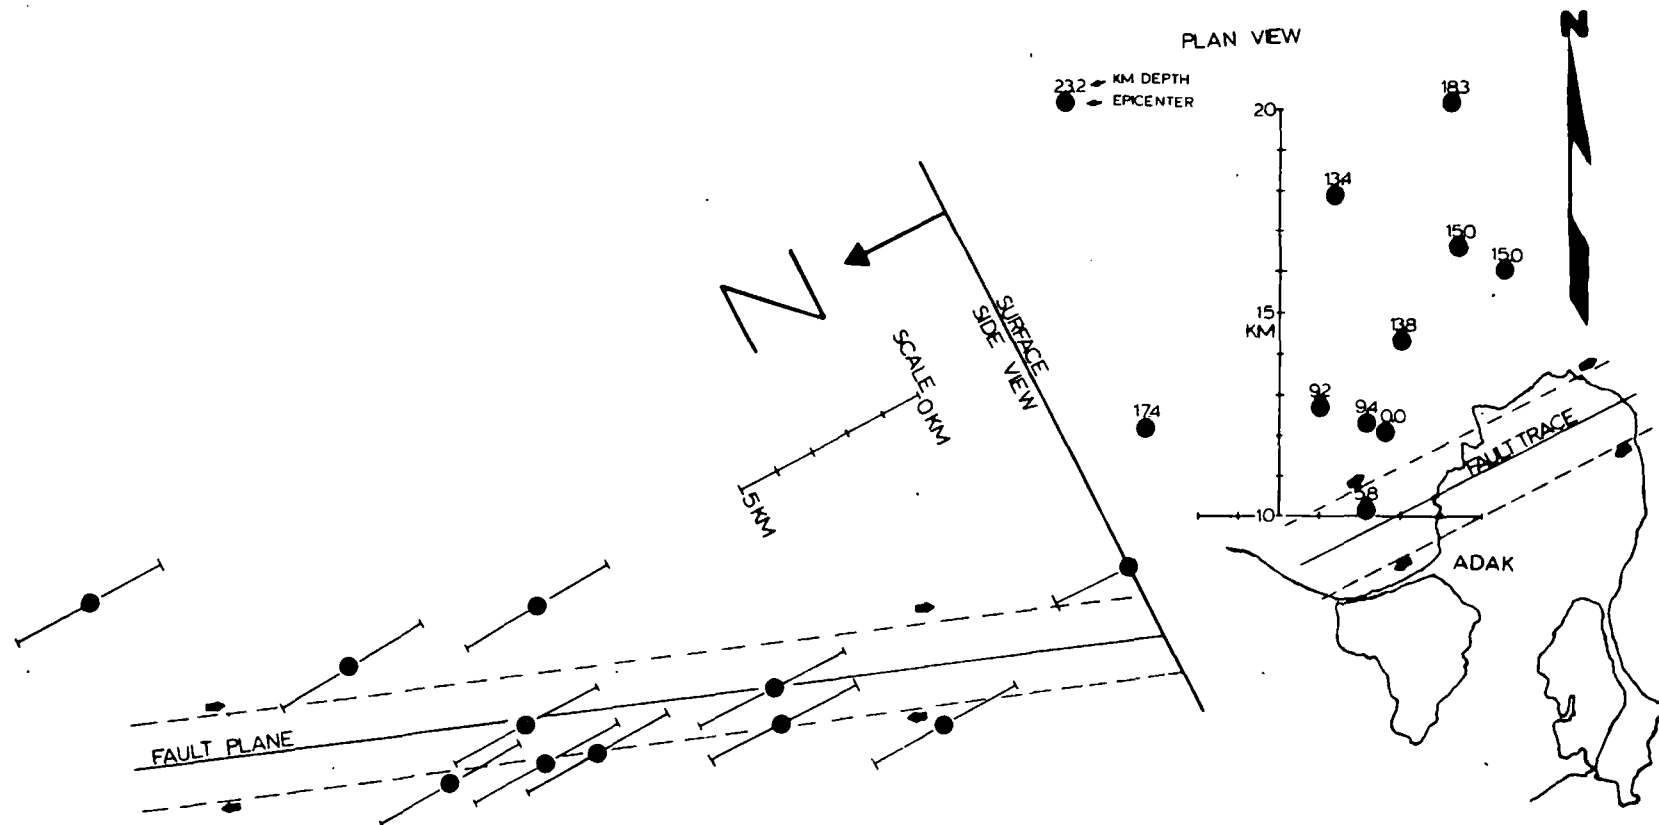 N
PLAN VIEW
23.2
KM DEPTH
EPICENTER
18.3
20
13.4
15.0
15.0
N
15
KM
13.8
SURFACE
SIDE VIEW
SCALE
0 KM
5 KM
17.4
9.2
9.4
0.0
5.8
FAULT TRACE
10
ADAK
FAULT PLANE